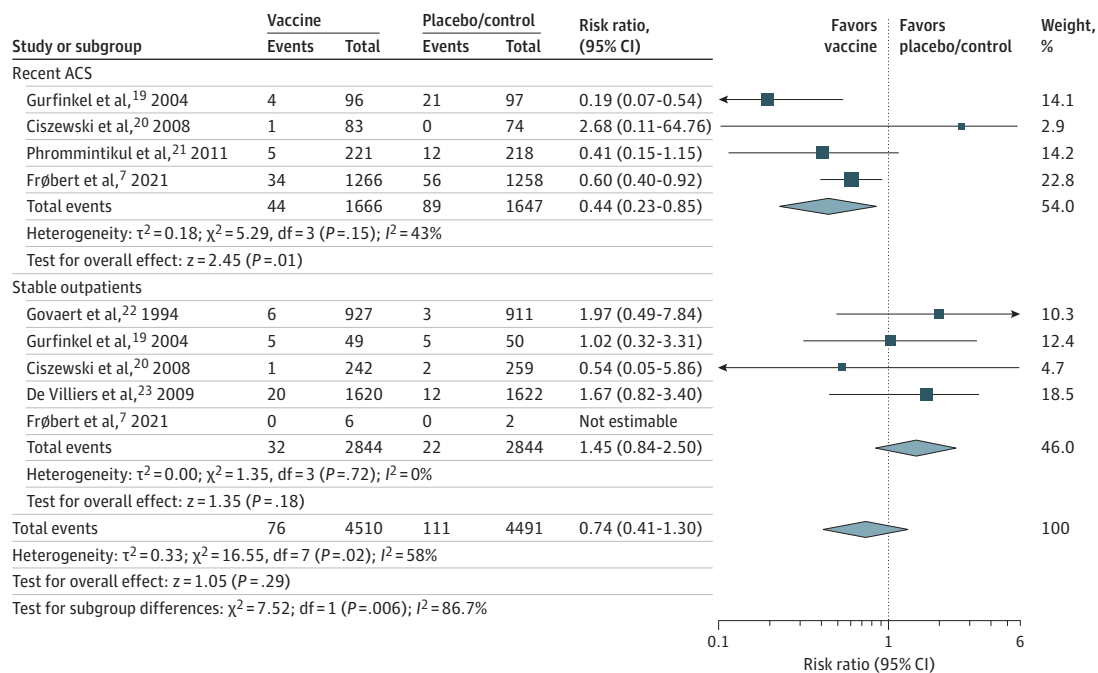 Vaccine Placebo/control Risk ratio, Favors Favors Weight,
Study or subgroup Events Total Events Total (95% CI) vaccine placebo/control %
Recent ACS
Gurfinkel et al,19 2004 4 96 21 97 0.19 (0.07-0.54) 14.1
Ciszewski et al,20 2008 1 83 0 74 2.68 (0.11-64.76) 2.9
Phrommintikul et al,21 2011 5 221 12 218 0.41 (0.15-1.15) 14.2
Frøbert et al,7 2021 34 1266 56 1258 0.60 (0.40-0.92) 22.8
Total events 44 1666 89 1647 0.44 (0.23-0.85) 54.0
Heterogeneity: τ2=0.18; χ2=5.29, df=3 (P=.15); I2=43%
Test for overall effect: z=2.45 (P=.01)
Stable outpatients
Govaert et al,22 1994 6 927 3 911 1.97 (0.49-7.84) 10.3
Gurfinkel et al,19 2004 5 49 5 50 1.02 (0.32-3.31) 12.4
Ciszewski et al,20 2008 1 242 2 259 0.54 (0.05-5.86) 4.7
De Villiers et al,23 2009 20 1620 12 1622 1.67 (0.82-3.40) 18.5
Frøbert et al,7 2021 0 6 0 2 Not estimable
Total events 32 2844 22 2844 1.45 (0.84-2.50) 46.0
Heterogeneity: τ2=0.00; χ2=1.35, df=3 (P=.72); I2=0%
Test for overall effect: z=1.35 (P=.18)
Total events 76 4510 111 4491 0.74 (0.41-1.30) 100
Heterogeneity: τ2=0.33; χ2=16.55, df=7 (P=.02); I2=58%
Test for overall effect: z=1.05 (P=.29)
Test for subgroup differences: χ2=7.52; df=1 (P=.006); I2=86.7%
0.1 1 6
Risk ratio (95% CI)